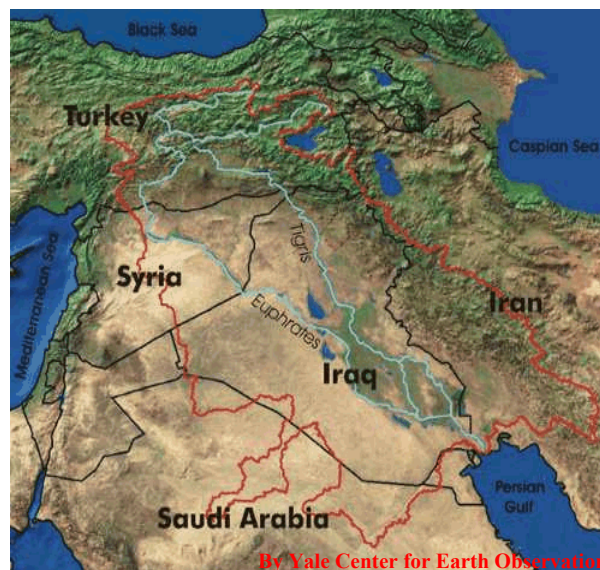 Black Sea
Turkey
Caspian Sea
Mediterranean Sea
Tigris
Syria
Iran
Euphrates
Iraq
Persian
Gulf
Saudi Arabia
By Yale Center for Earth Observation